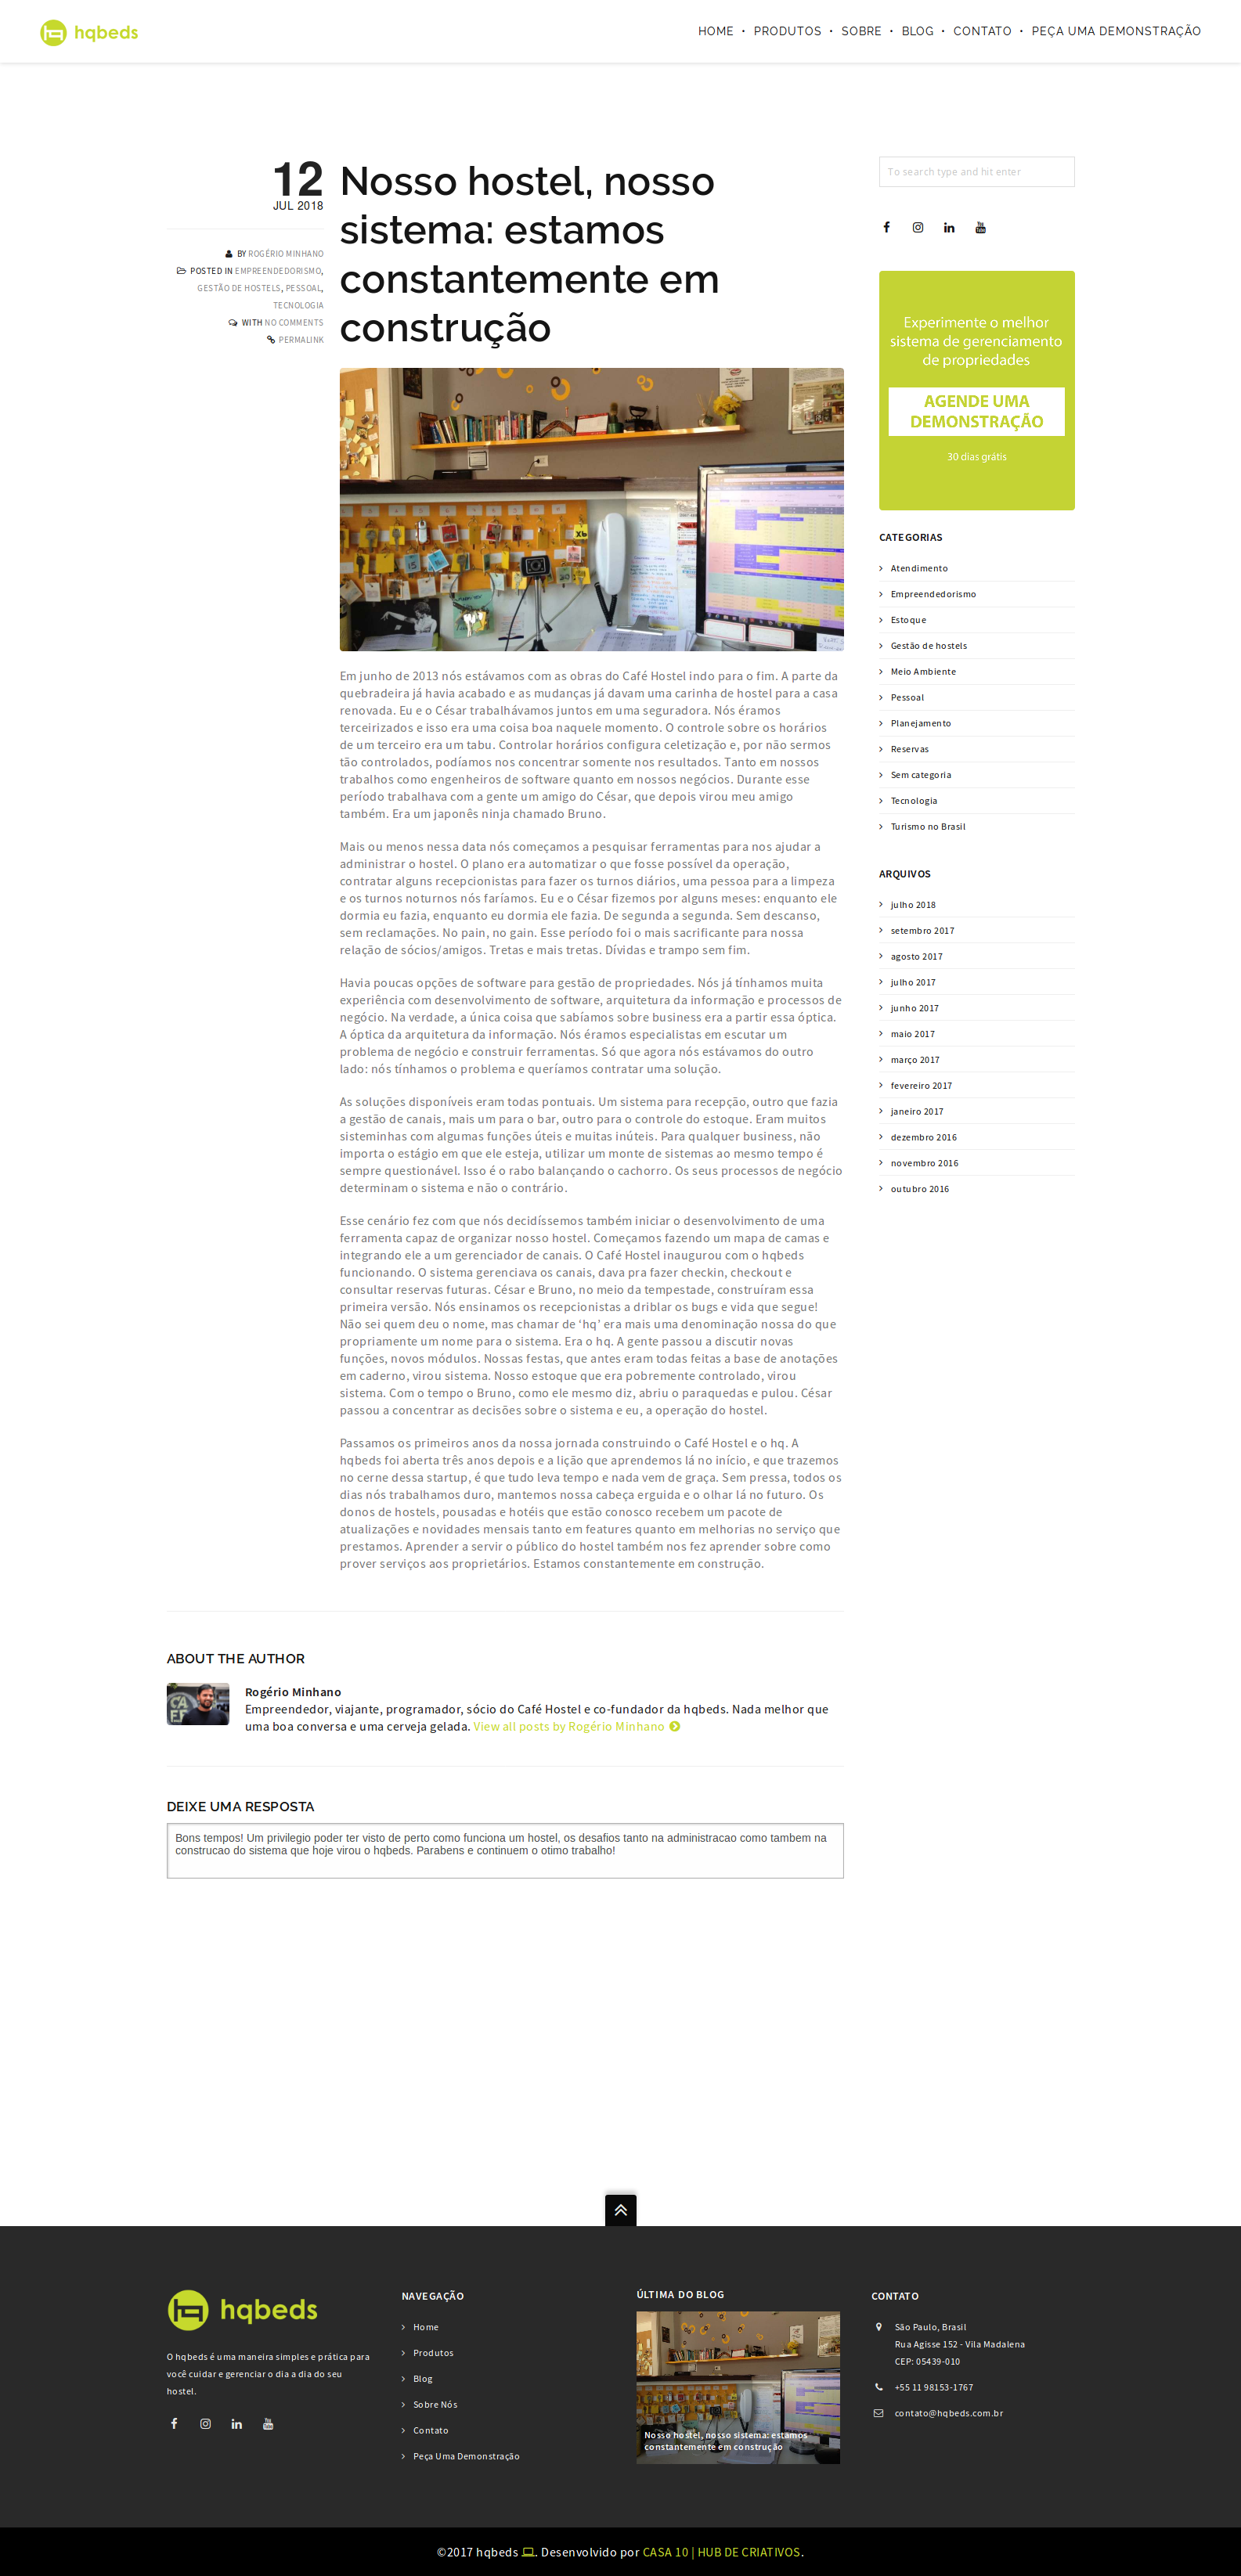 hqbeds
HOME • PRODUTOS • SOBRE • BLOG • CONTATO • PEÇA UMA DEMONSTRAÇÃO
12
JUL 2018
BY ROGÉRIO MINHANO
POSTED IN EMPREENDEDORISMO,
GESTÃO DE HOSTELS, PESSOAL,
TECNOLOGIA
WITH NO COMMENTS
PERMALINK
Nosso hostel, nosso
sistema: estamos
constantemente em
construção
Em junho de 2013 nós estávamos com as obras do Café Hostel indo para o fim. A parte da
quebradeira já havia acabado e as mudanças já davam uma carinha de hostel para a casa
renovada. Eu e o César trabalhávamos juntos em uma seguradora. Nós éramos
terceirizados e isso era uma coisa boa naquele momento. O controle sobre os horários
de um terceiro era um tabu. Controlar horários configura celetização e, por não sermos
tão controlados, podíamos nos concentrar somente nos resultados. Tanto em nossos
trabalhos como engenheiros de software quanto em nossos negócios. Durante esse
período trabalhava com a gente um amigo do César, que depois virou meu amigo
também. Era um japonês ninja chamado Bruno.
Mais ou menos nessa data nós começamos a pesquisar ferramentas para nos ajudar a
administrar o hostel. O plano era automatizar o que fosse possível da operação,
contratar alguns recepcionistas para fazer os turnos diários, uma pessoa para a limpeza
e os turnos noturnos nós faríamos. Eu e o César fizemos por alguns meses: enquanto ele
dormia eu fazia, enquanto eu dormia ele fazia. De segunda a segunda. Sem descanso,
sem reclamações. No pain, no gain. Esse período foi o mais sacrificante para nossa
relação de sócios/amigos. Tretas e mais tretas. Dívidas e trampo sem fim.
Havia poucas opções de software para gestão de propriedades. Nós já tínhamos muita
experiência com desenvolvimento de software, arquitetura da informação e processos de
negócio. Na verdade, a única coisa que sabíamos sobre business era a partir essa óptica.
A óptica da arquitetura da informação. Nós éramos especialistas em escutar um
problema de negócio e construir ferramentas. Só que agora nós estávamos do outro
lado: nós tínhamos o problema e queríamos contratar uma solução.
As soluções disponíveis eram todas pontuais. Um sistema para recepção, outro que fazia
a gestão de canais, mais um para o bar, outro para o controle do estoque. Eram muitos
sisteminhas com algumas funções úteis e muitas inúteis. Para qualquer business, não
importa o estágio em que ele esteja, utilizar um monte de sistemas ao mesmo tempo é
sempre questionável. Isso é o rabo balançando o cachorro. Os seus processos de negócio
determinam o sistema e não o contrário.
Esse cenário fez com que nós decidíssemos também iniciar o desenvolvimento de uma
ferramenta capaz de organizar nosso hostel. Começamos fazendo um mapa de camas e
integrando ele a um gerenciador de canais. O Café Hostel inaugurou com o hqbeds
funcionando. O sistema gerenciava os canais, dava pra fazer checkin, checkout e
consultar reservas futuras. César e Bruno, no meio da tempestade, construíram essa
primeira versão. Nós ensinamos os recepcionistas a driblar os bugs e vida que segue!
Não sei quem deu o nome, mas chamar de ‘hq’ era mais uma denominação nossa do que
propriamente um nome para o sistema. Era o hq. A gente passou a discutir novas
funções, novos módulos. Nossas festas, que antes eram todas feitas a base de anotações
em caderno, virou sistema. Nosso estoque que era pobremente controlado, virou
sistema. Com o tempo o Bruno, como ele mesmo diz, abriu o paraquedas e pulou. César
passou a concentrar as decisões sobre o sistema e eu, a operação do hostel.
Passamos os primeiros anos da nossa jornada construindo o Café Hostel e o hq. A
hqbeds foi aberta três anos depois e a lição que aprendemos lá no início, e que trazemos
no cerne dessa startup, é que tudo leva tempo e nada vem de graça. Sem pressa, todos os
dias nós trabalhamos duro, mantemos nossa cabeça erguida e o olhar lá no futuro. Os
donos de hostels, pousadas e hotéis que estão conosco recebem um pacote de
atualizações e novidades mensais tanto em features quanto em melhorias no serviço que
prestamos. Aprender a servir o público do hostel também nos fez aprender sobre como
prover serviços aos proprietários. Estamos constantemente em construção.
ABOUT THE AUTHOR
Rogério Minhano
Empreendedor, viajante, programador, sócio do Café Hostel e co-fundador da hqbeds. Nada melhor que
uma boa conversa e uma cerveja gelada. View all posts by Rogério Minhano
DEIXE UMA RESPOSTA
Bons tempos! Um privilegio poder ter visto de perto como funciona um hostel, os desafios tanto na administracao como tambem na
construcao do sistema que hoje virou o hqbeds. Parabens e continuem o otimo trabalho!
To search type and hit enter
Experimente o melhor
sistema de gerenciamento
de propriedades
AGENDE UMA
DEMONSTRAÇÃO
30 dias grátis
CATEGORIAS
Atendimento
Empreendedorismo
Estoque
Gestão de hostels
Meio Ambiente
Pessoal
Planejamento
Reservas
Sem categoria
Tecnologia
Turismo no Brasil
ARQUIVOS
julho 2018
setembro 2017
agosto 2017
julho 2017
junho 2017
maio 2017
março 2017
fevereiro 2017
janeiro 2017
dezembro 2016
novembro 2016
outubro 2016
hqbeds
O hqbeds é uma maneira simples e prática para
você cuidar e gerenciar o dia a dia do seu
hostel.
NAVEGAÇÃO
Home
Produtos
Blog
Sobre Nós
Contato
Peça Uma Demonstração
ÚLTIMA DO BLOG
Nosso hostel, nosso sistema: estamos
constantemente em construção
CONTATO
São Paulo, Brasil
Rua Agisse 152 - Vila Madalena
CEP: 05439-010
+55 11 98153-1767
contato@hqbeds.com.br
©2017 hqbeds . Desenvolvido por CASA 10 | HUB DE CRIATIVOS.